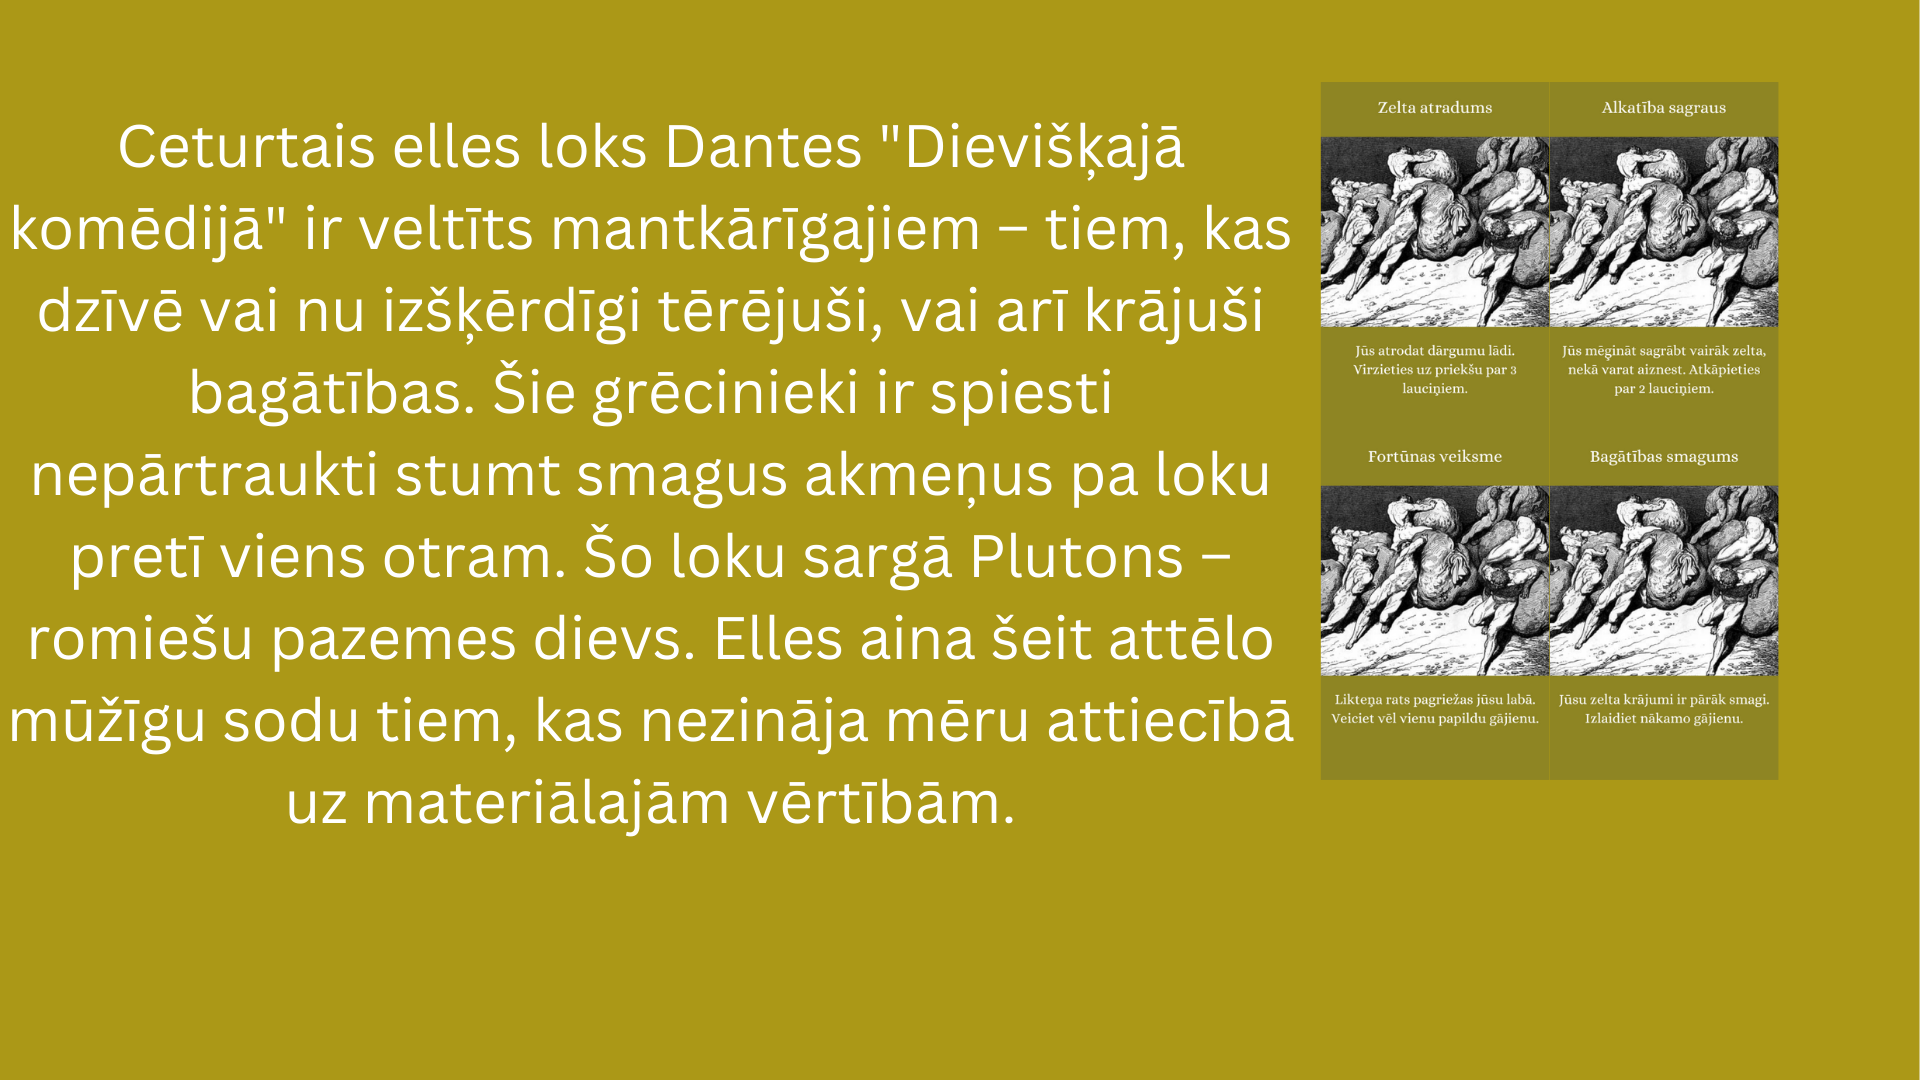 Ceturtais elles loks Dantes "Dievišķajā
komēdijā" ir veltīts mantkārīgajiem – tiem, kas
dzīvē vai nu izšķērdīgi tērējuši, vai arī krājuši
bagātības. Šie grēcinieki ir spiesti
nepārtraukti stumt smagus akmeņus pa loku
pretī viens otram. Šo loku sargā Plutons –
romiešu pazemes dievs. Elles aina šeit attēlo
mūžīgu sodu tiem, kas nezināja mēru attiecībā
uz materiālajām vērtībām.
Zelta atradums
Jūs atrodat dārgumu lādi.
Virzieties uz priekšu par 3
lauciņiem.
Alkatība sagraus
Jūs mēģināt sagrābt vairāk zelta,
nekā varat aiznest. Atkāpieties
par 2 lauciņiem.
Fortūnas veiksme
Likteņa rats pagriežas jūsu labā.
Veiciet vēl vienu papildu gājienu.
Bagātības smagums
Jūsu zelta krājumi ir pārāk smagi.
Izlaidiet nākamo gājienu.